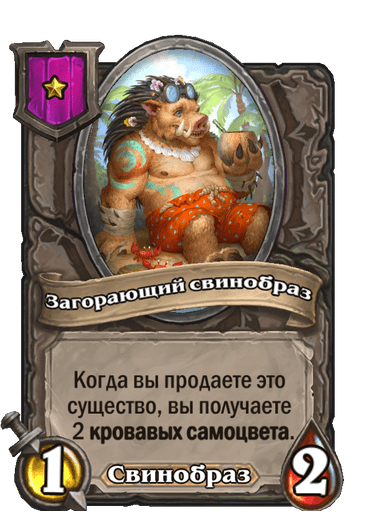 Загорающий свинобраз
Когда вы продаете это
существо, вы получаете
2 кровавых самоцвета.
1
Свинобраз
2